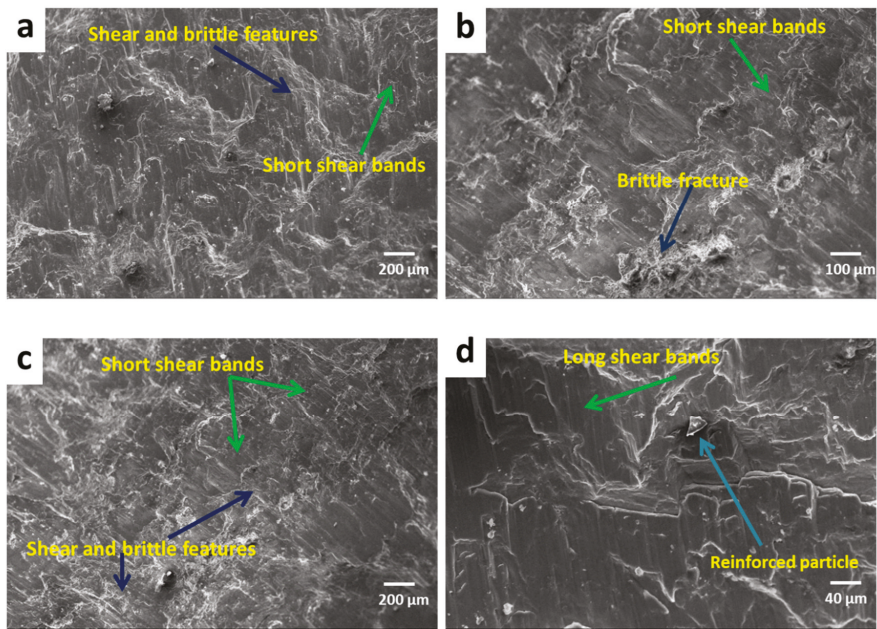 a
Shear and brittle features
Short shear bands
200 µm
b
Short shear bands
Brittle fracture
100 µm
c
Short shear bands
Shear and brittle features
200 µm
d
Long shear bands
Reinforced particle
40 µm